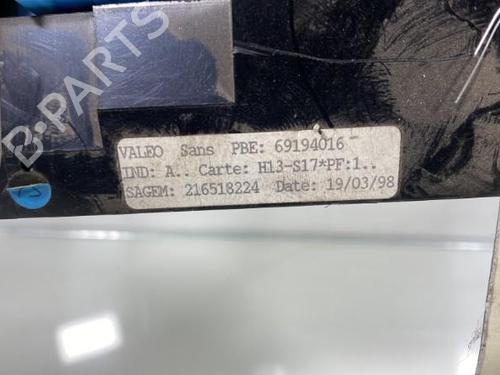 B-PARTS
VALEO Sans PBE: 69194016
IND: A.. Carte: H13-S17*PF:1..
SAGEM: 216518224 Date: 19/03/98